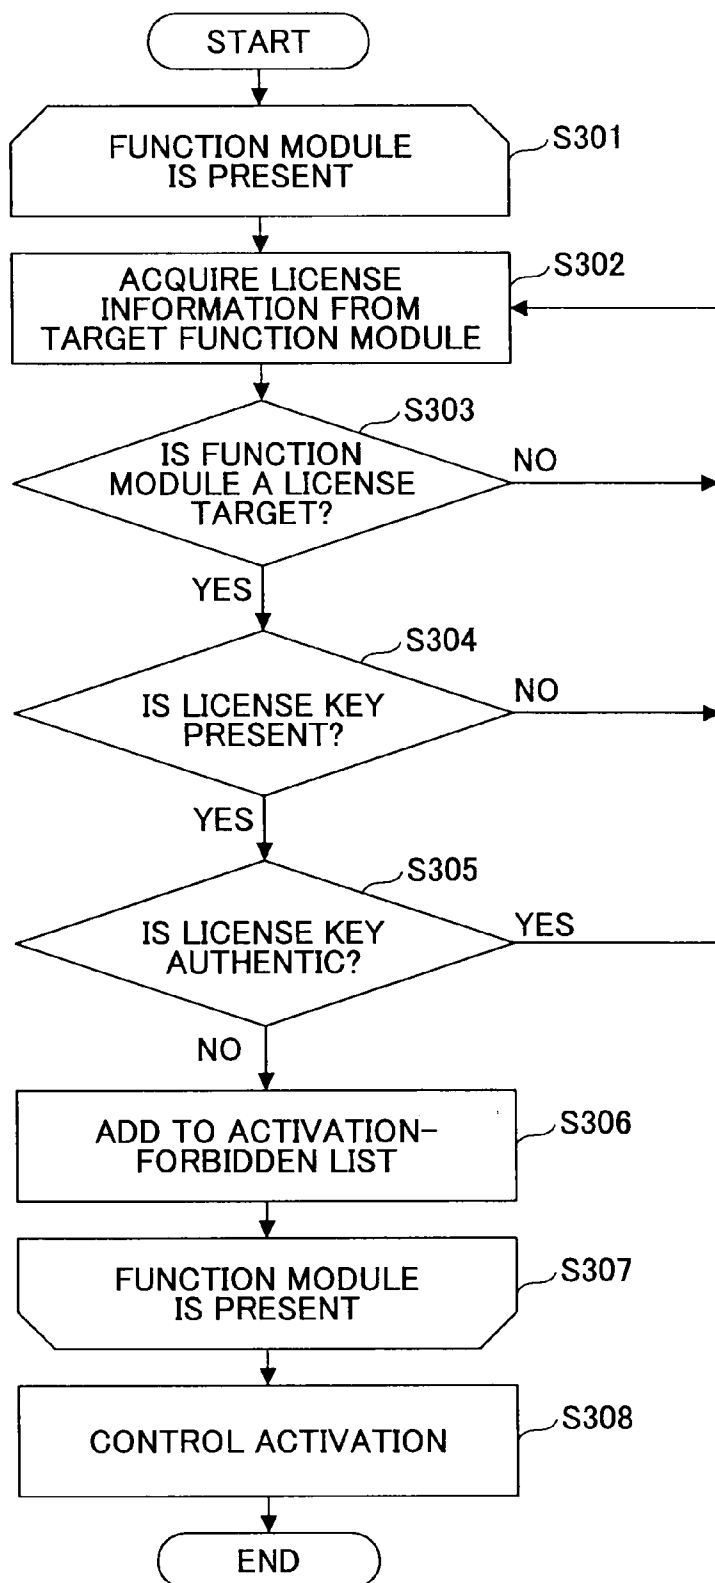 START
FUNCTION MODULE
IS PRESENT
S301
ACQUIRE LICENSE
INFORMATION FROM
TARGET FUNCTION MODULE
S302
IS FUNCTION
MODULE A LICENSE
TARGET?
S303
NO
YES
IS LICENSE KEY
PRESENT?
S304
NO
YES
IS LICENSE KEY
AUTHENTIC?
S305
YES
NO
ADD TO ACTIVATION-
FORBIDDEN LIST
S306
FUNCTION MODULE
IS PRESENT
S307
CONTROL ACTIVATION
S308
END